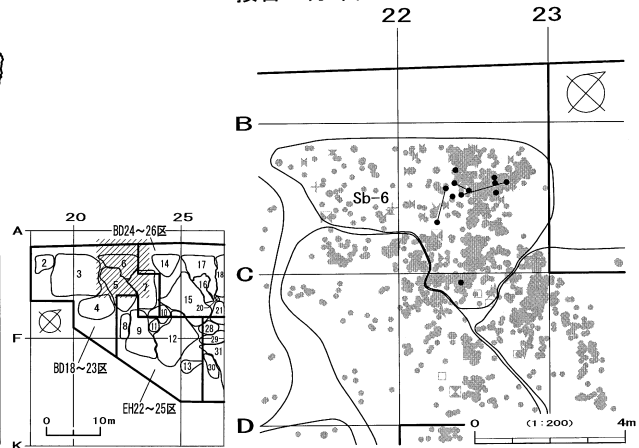 22 23
B
Sb-6
C
D
0 (1:200) 4m
20 25
BD24～26区
A
2 3 6 14 17 18
5 7 16
15
4 20 21
10
8 9 11 28
F 12 29
31
13 30
BD18～23区
EH22～25区
0 10m
K